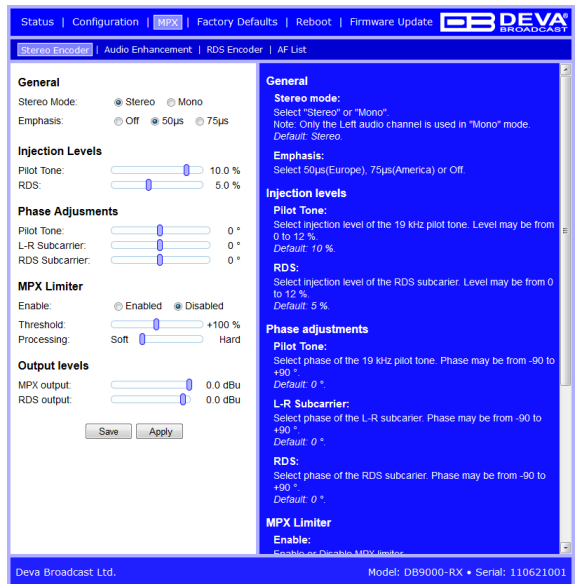 Status | Configuration | MPX | Factory Defaults | Reboot | Firmware Update
DB DEVA BROADCAST
Stereo Encoder | Audio Enhancement | RDS Encoder | AF List
General
Stereo Mode: Stereo Mono
Emphasis: Off 50µs 75µs
Injection Levels
Pilot Tone: 10.0 %
RDS: 5.0 %
Phase Adjusments
Pilot Tone: 0 °
L-R Subcarrier: 0 °
RDS Subcarrier: 0 °
MPX Limiter
Enable: Enabled Disabled
Threshold: +100 %
Processing: Soft Hard
Output levels
MPX output: 0.0 dBu
RDS output: 0.0 dBu
Save Apply
General
Stereo mode:
Select "Stereo" or "Mono".
Note: Only the Left audio channel is used in "Mono" mode.
Default: Stereo.
Emphasis:
Select 50µs(Europe), 75µs(America) or Off.
Injection levels
Pilot Tone:
Select injection level of the 19 kHz pilot tone. Level may be from
0 to 12 %.
Default: 10 %.
RDS:
Select injection level of the RDS subcarier. Level may be from 0
to 12 %.
Default: 5 %.
Phase adjustments
Pilot Tone:
Select phase of the 19 kHz pilot tone. Phase may be from -90 to
+90 °.
Default: 0 °.
L-R Subcarrier:
Select phase of the L-R subcarier. Phase may be from -90 to
+90 °.
Default: 0 °.
RDS:
Select phase of the RDS subcarier. Phase may be from -90 to
+90 °.
Default: 0 °.
MPX Limiter
Enable:
Enable or Disable MPX limiter
Deva Broadcast Ltd.
Model: DB9000-RX • Serial: 110621001